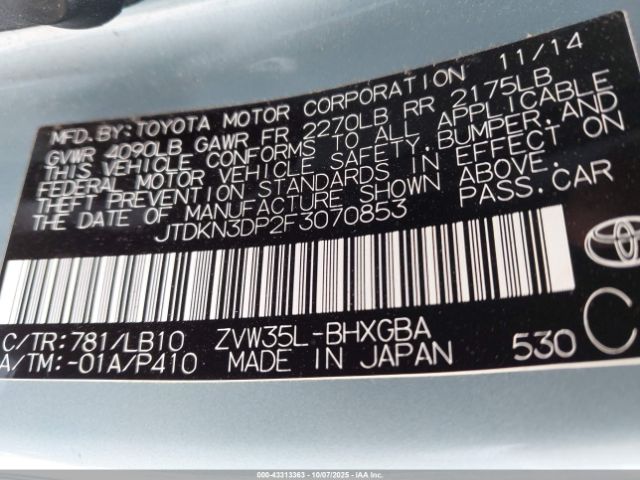 MFD.BY:TOYOTA MOTOR CORPORATION 11/14
GVWR 4090LB GAWR FR 2270LB RR 2175LB
THIS VEHICLE CONFORMS TO ALL APPLICABLE
FEDERAL MOTOR VEHICLE SAFETY,BUMPER,AND
THEFT PREVENTION STANDARDS IN EFFECT ON
THE DATE OF MANUFACTURE SHOWN ABOVE.
JTDKN3DP2F3070853 PASS.CAR
C/TR:781/LB10 ZVW35L-BHXGBA
A/TM:-01A/P410 MADE IN JAPAN 530 C
000-43313363 | 10/07/2025 | IAA Inc.